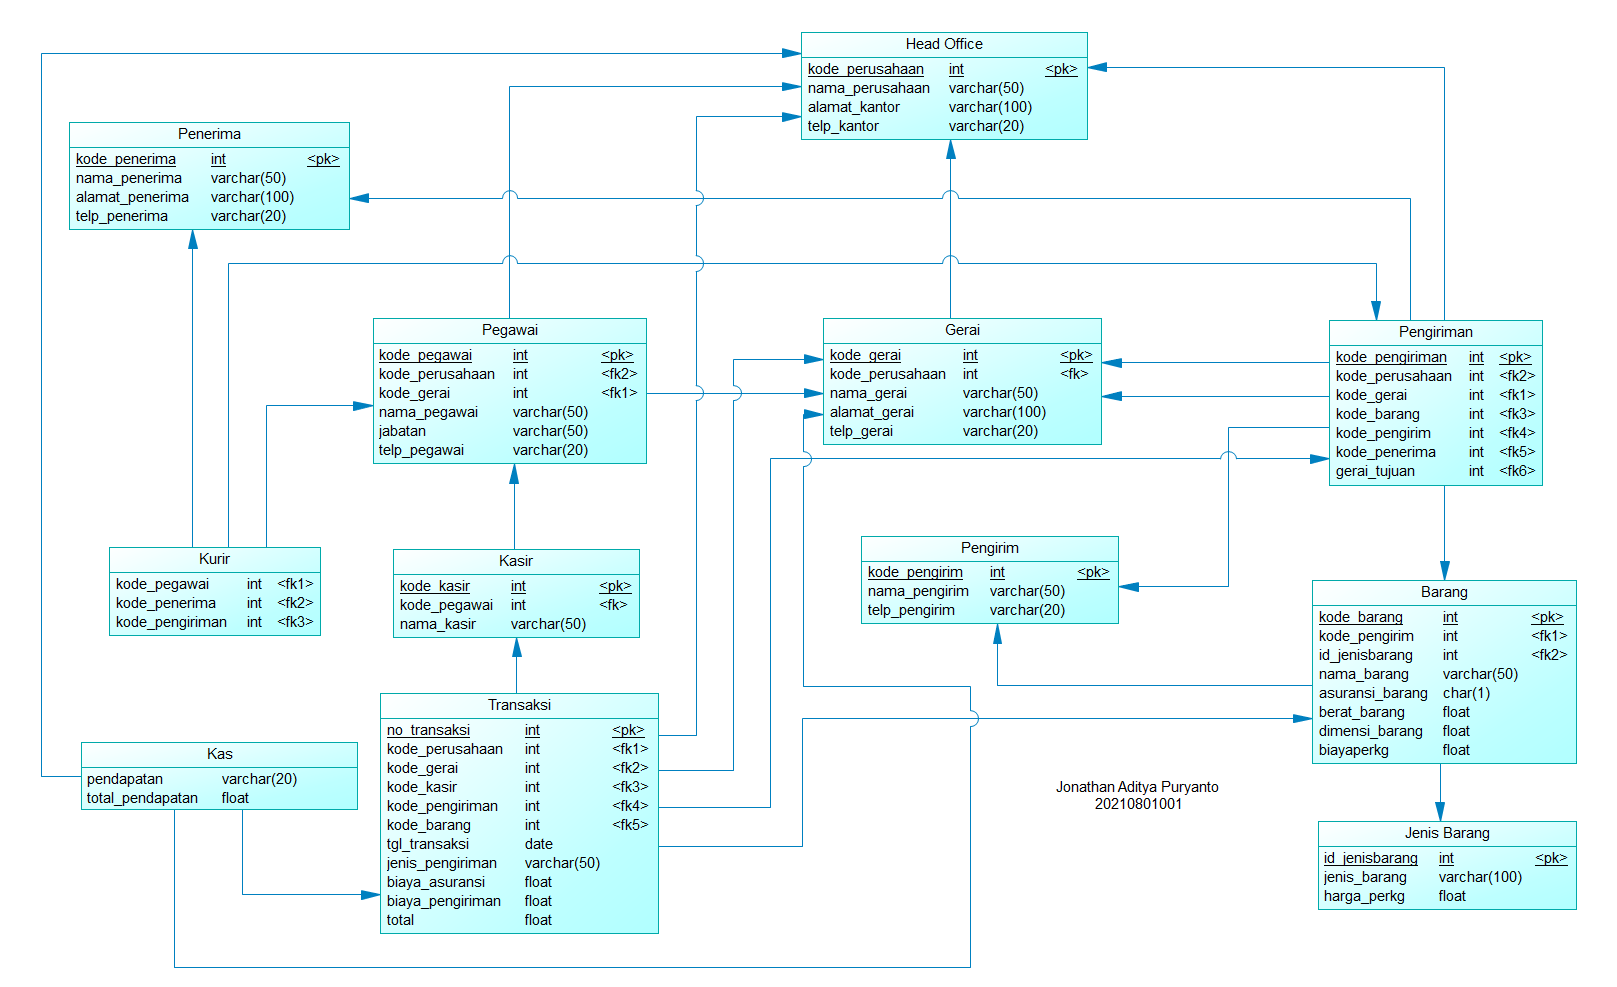 Head Office
kode_perusahaan int <pk>
nama_perusahaan varchar(50)
alamat_kantor varchar(100)
telp_kantor varchar(20)
Penerima
kode_penerima int <pk>
nama_penerima varchar(50)
alamat_penerima varchar(100)
telp_penerima varchar(20)
Pegawai
kode_pegawai int <pk>
kode_perusahaan int <fk2>
kode_gerai int <fk1>
nama_pegawai varchar(50)
jabatan varchar(50)
telp_pegawai varchar(20)
Gerai
kode_gerai int <pk>
kode_perusahaan int <fk>
nama_gerai varchar(50)
alamat_gerai varchar(100)
telp_gerai varchar(20)
Pengiriman
kode_pengiriman int <pk>
kode_perusahaan int <fk2>
kode_gerai int <fk1>
kode_barang int <fk3>
kode_pengirim int <fk4>
kode_penerima int <fk5>
gerai_tujuan int <fk6>
Kurir
kode_pegawai int <fk1>
kode_penerima int <fk2>
kode_pengiriman int <fk3>
Kasir
kode_kasir int <pk>
kode_pegawai int <fk>
nama_kasir varchar(50)
Pengirim
kode_pengirim int <pk>
nama_pengirim varchar(50)
telp_pengirim varchar(20)
Barang
kode_barang int <pk>
kode_pengirim int <fk1>
id_jenisbarang int <fk2>
nama_barang varchar(50)
asuransi_barang char(1)
berat_barang float
dimensi_barang float
biayaperkg float
Kas
pendapatan varchar(20)
total_pendapatan float
Transaksi
no_transaksi int <pk>
kode_perusahaan int <fk1>
kode_gerai int <fk2>
kode_kasir int <fk3>
kode_pengiriman int <fk4>
kode_barang int <fk5>
tgl_transaksi date
jenis_pengiriman varchar(50)
biaya_asuransi float
biaya_pengiriman float
total float
Jonathan Aditya Puryanto
20210801001
Jenis Barang
id_jenisbarang int <pk>
jenis_barang varchar(100)
harga_perkg float